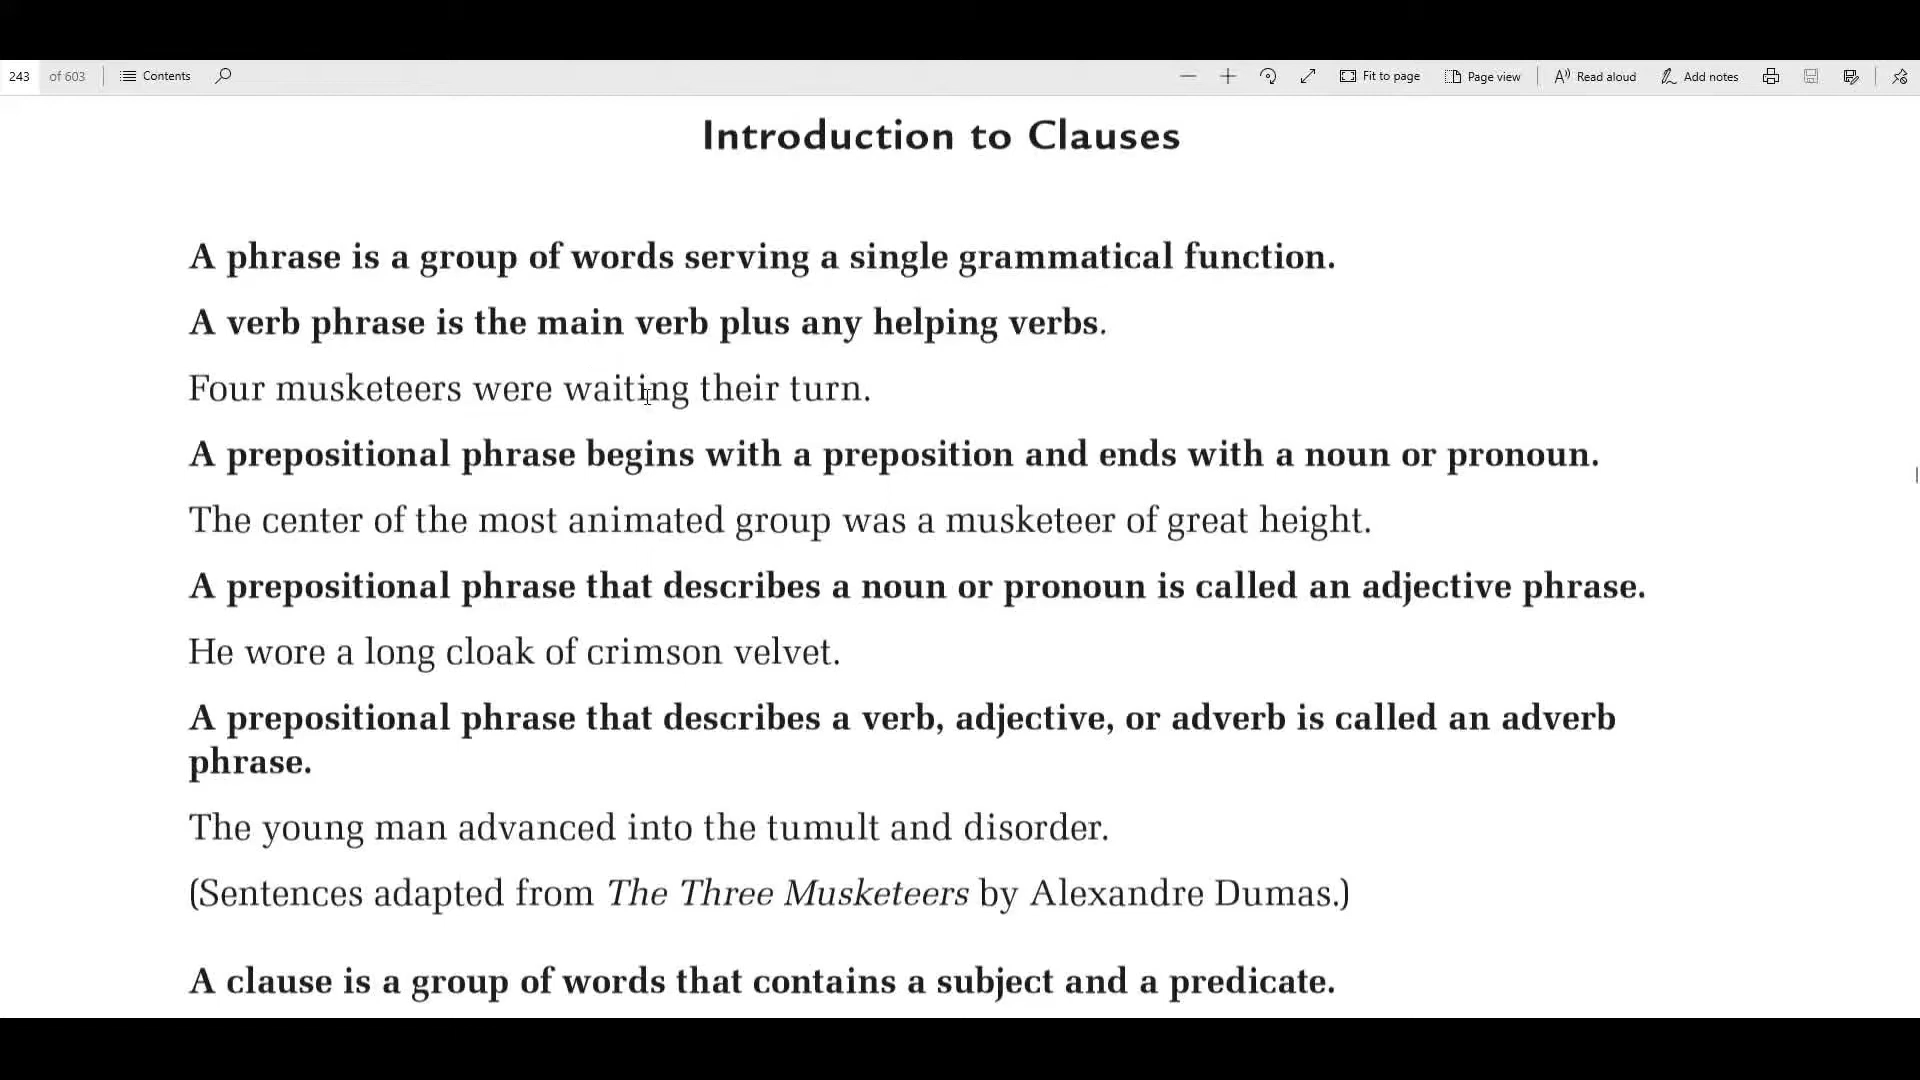 243 of 603 Contents Fit to page Page view Read aloud Add notes
Introduction to Clauses
A phrase is a group of words serving a single grammatical function.
A verb phrase is the main verb plus any helping verbs.
Four musketeers were waiting their turn.
A prepositional phrase begins with a preposition and ends with a noun or pronoun.
The center of the most animated group was a musketeer of great height.
A prepositional phrase that describes a noun or pronoun is called an adjective phrase.
He wore a long cloak of crimson velvet.
A prepositional phrase that describes a verb, adjective, or adverb is called an adverb
phrase.
The young man advanced into the tumult and disorder.
(Sentences adapted from The Three Musketeers by Alexandre Dumas.)
A clause is a group of words that contains a subject and a predicate.